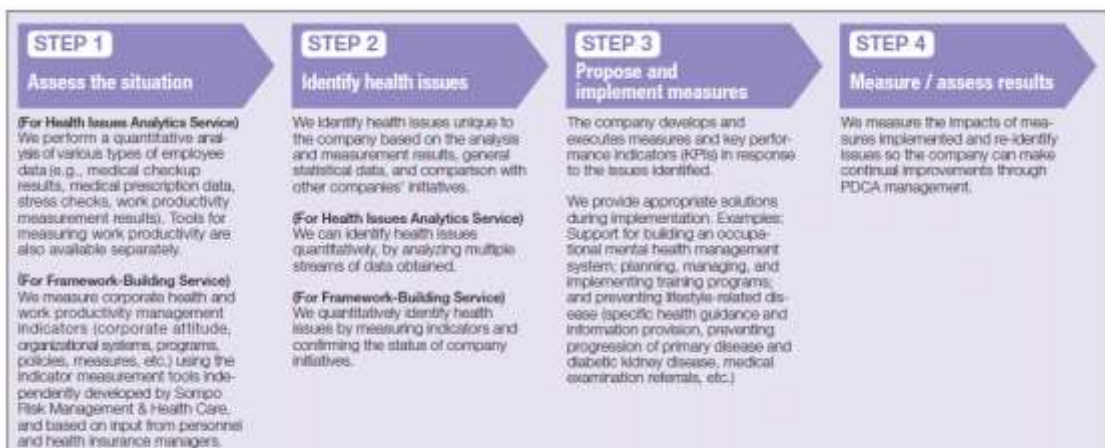 STEP 1
Assess the situation
(For Health Issues Analytics Service)
We perform a quantitative anal-
ysis of various types of employee
data (e.g., medical checkup
results, medical prescription data,
stress checks, work productivity
measurement results). Tools for
measuring work productivity are
also available separately.
(For Framework-Building Service)
We measure corporate health and
work productivity management
indicators (corporate attitude,
organizational systems, programs,
policies, measures, etc.) using the
indicator measurement tools inde-
pendently developed by Sompo
Risk Management & Health Care,
and based on input from personnel
and health insurance managers.
STEP 2
Identify health issues
We identify health issues unique to
the company based on the analysis
and measurement results, general
statistical data, and comparison with
other companies' initiatives.
(For Health Issues Analytics Service)
We can identify health issues
quantitatively, by analyzing multiple
streams of data obtained.
(For Framework-Building Service)
We quantitatively identify health
issues by measuring indicators and
confirming the status of company
initiatives.
STEP 3
Propose and
implement measures
The company develops and
executes measures and key perfor-
mance indicators (KPIs) in response
to the issues identified.
We provide appropriate solutions
during implementation. Examples:
Support for building an occupa-
tional mental health management
system; planning, managing, and
implementing training programs;
and preventing lifestyle-related dis-
ease (specific health guidance and
information provision, preventing
progression of primary disease and
diabetic kidney disease, medical
examination referrals, etc.)
STEP 4
Measure / assess results
We measure the impacts of mea-
sures implemented and re-identify
issues so the company can make
continual improvements through
PDCA management.